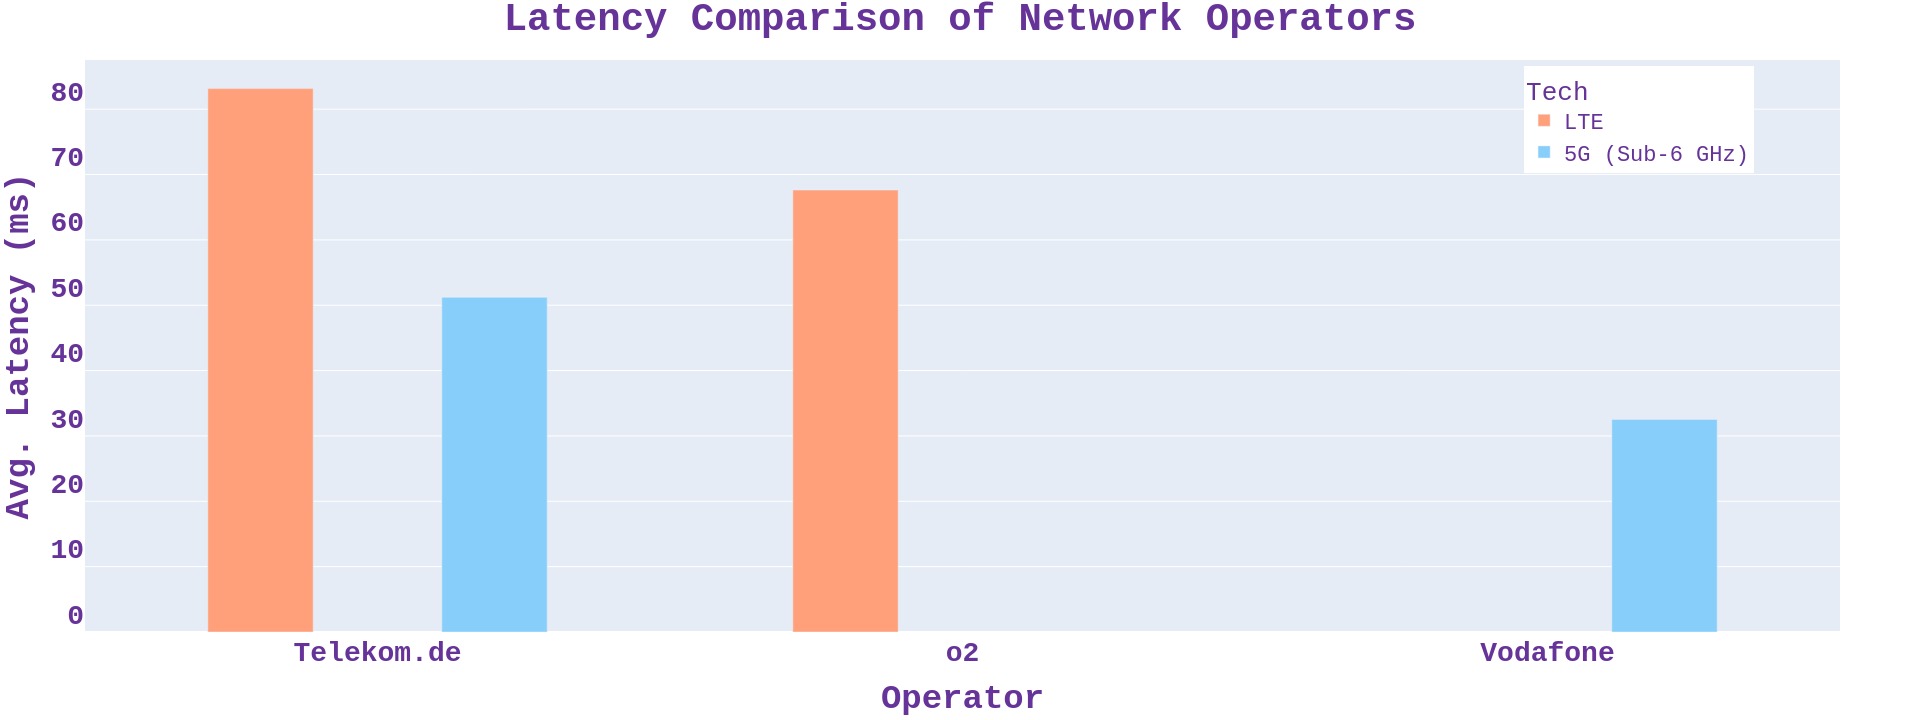 Latency Comparison of Network Operators
Avg. Latency (ms)
80
70
60
50
40
30
20
10
0
Tech
LTE
5G (Sub-6 GHz)
Telekom.de
o2
Vodafone
Operator